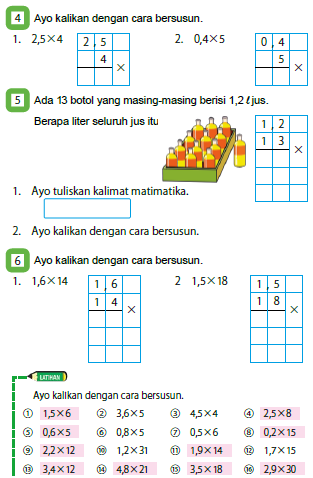 4 Ayo kalikan dengan cara bersusun.
1. 2,5×4
2,5
4 ×
2. 0,4×5
0,4
5 ×
5 Ada 13 botol yang masing-masing berisi 1,2 ℓ jus.
Berapa liter seluruh jus itu
1,2
13 ×
1. Ayo tuliskan kalimat matimatika.
2. Ayo kalikan dengan cara bersusun.
6 Ayo kalikan dengan cara bersusun.
1. 1,6×14
1,6
14 ×
2 1,5×18
1,5
18 ×
LATIHAN
Ayo kalikan dengan cara bersusun.
① 1,5×6 ② 3,6×5 ③ 4,5×4 ④ 2,5×8
⑤ 0,6×5 ⑥ 0,8×5 ⑦ 0,5×6 ⑧ 0,2×15
⑨ 2,2×12 ⑩ 1,2×31 ⑪ 1,9×14 ⑫ 1,7×15
⑬ 3,4×12 ⑭ 4,8×21 ⑮ 3,5×18 ⑯ 2,9×30